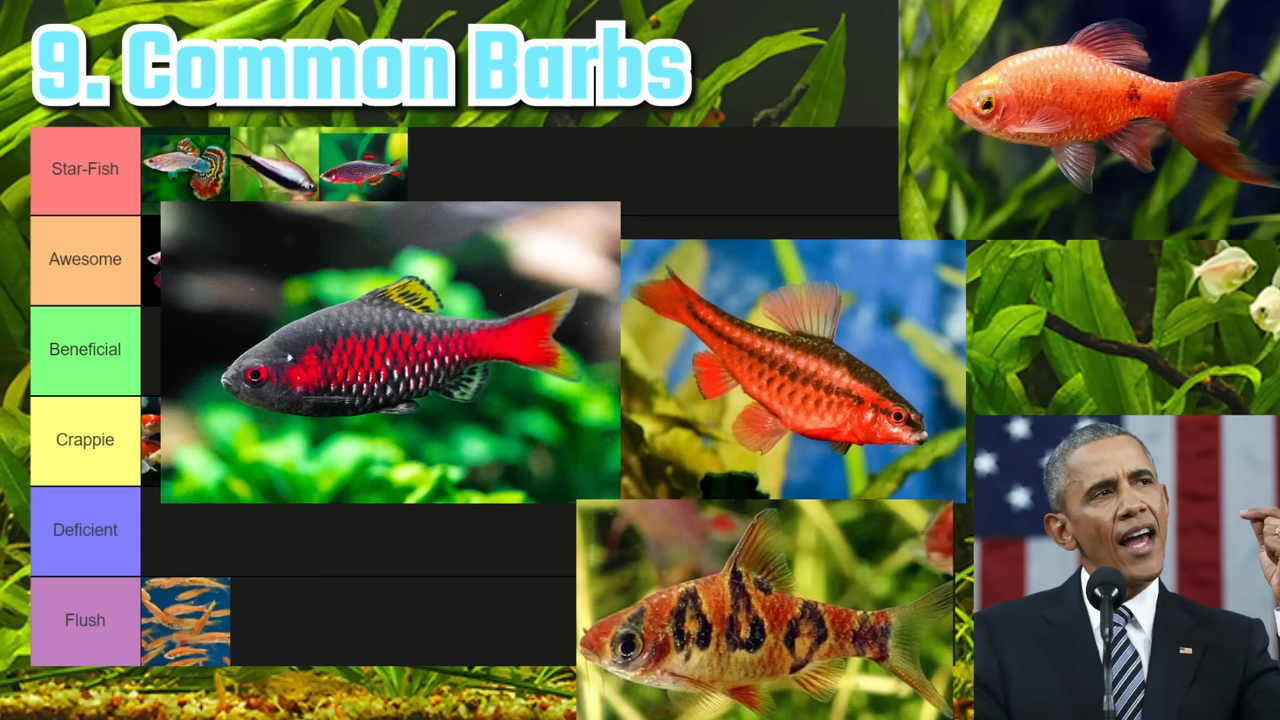 9. Common Barbs
Star-Fish
Awesome
Beneficial
Crappie
Deficient
Flush